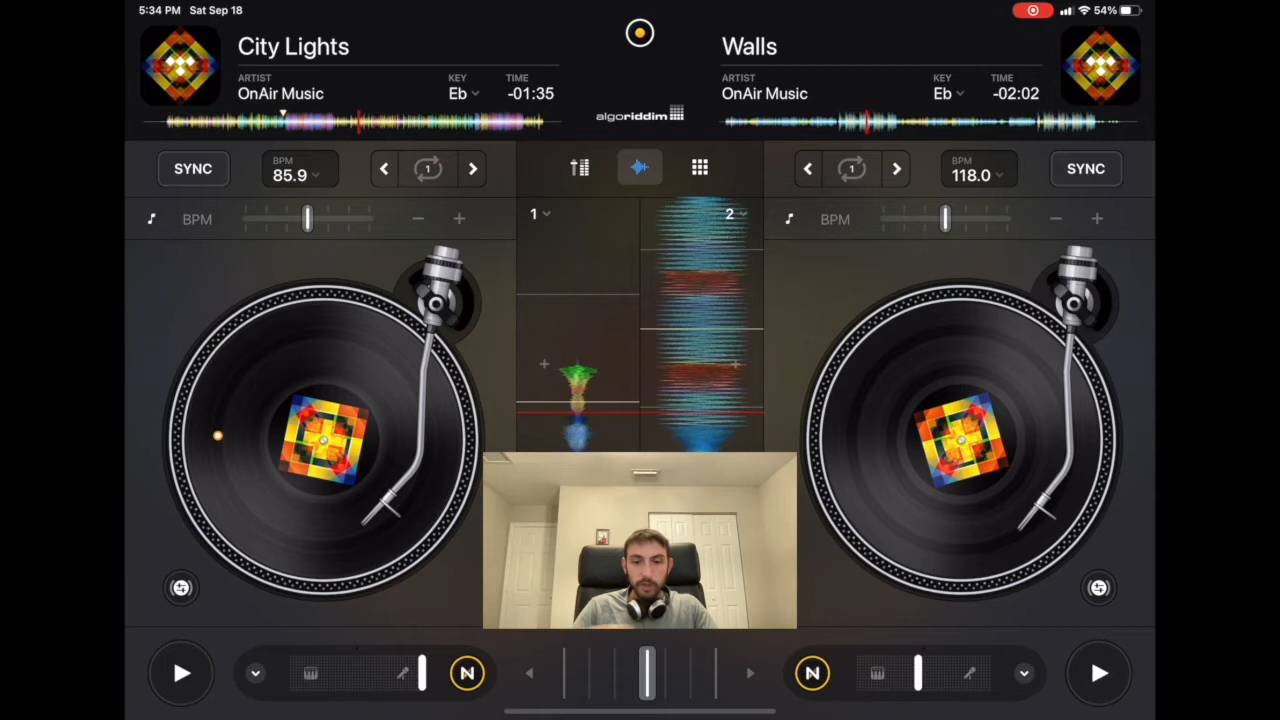 5:34 PM Sat Sep 18
54%
City Lights
ARTIST KEY TIME
OnAir Music Eb -01:35
algoriddim
Walls
ARTIST KEY TIME
OnAir Music Eb -02:02
SYNC
BPM
85.9
1
1
BPM
118.0
SYNC
BPM
1
2
BPM
N
N